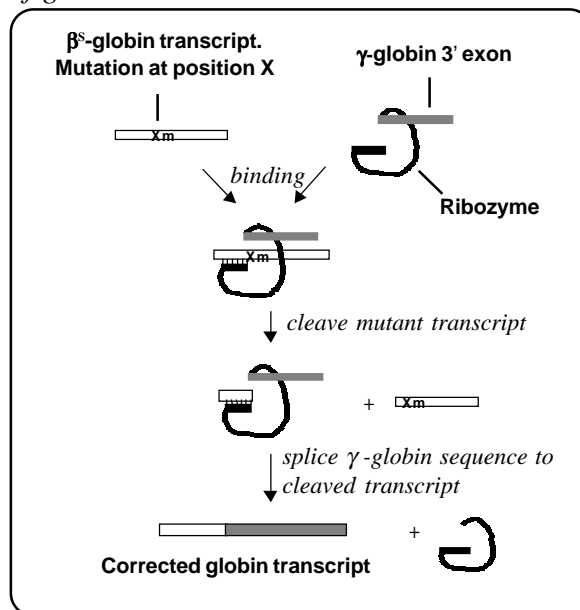 βˢ-globin transcript.
Mutation at position X
γ-globin 3' exon
Xm
binding
Ribozyme
Xm
cleave mutant transcript
+
Xm
splice γ-globin sequence to
cleaved transcript
+
Corrected globin transcript